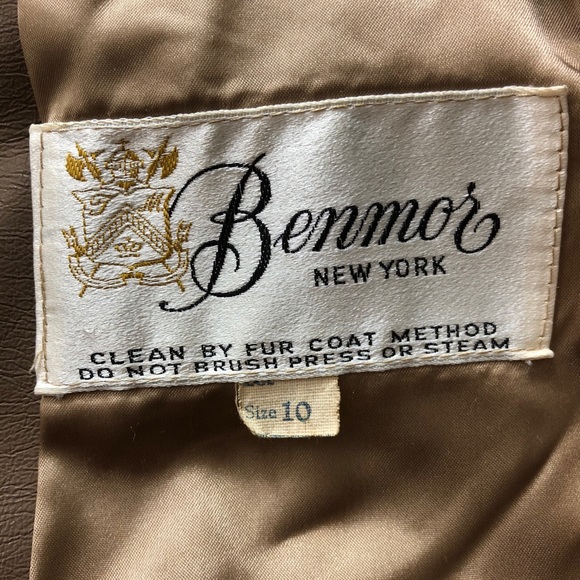 Benmor
NEW YORK
CLEAN BY FUR COAT METHOD
DO NOT BRUSH PRESS OR STEAM
Size 10